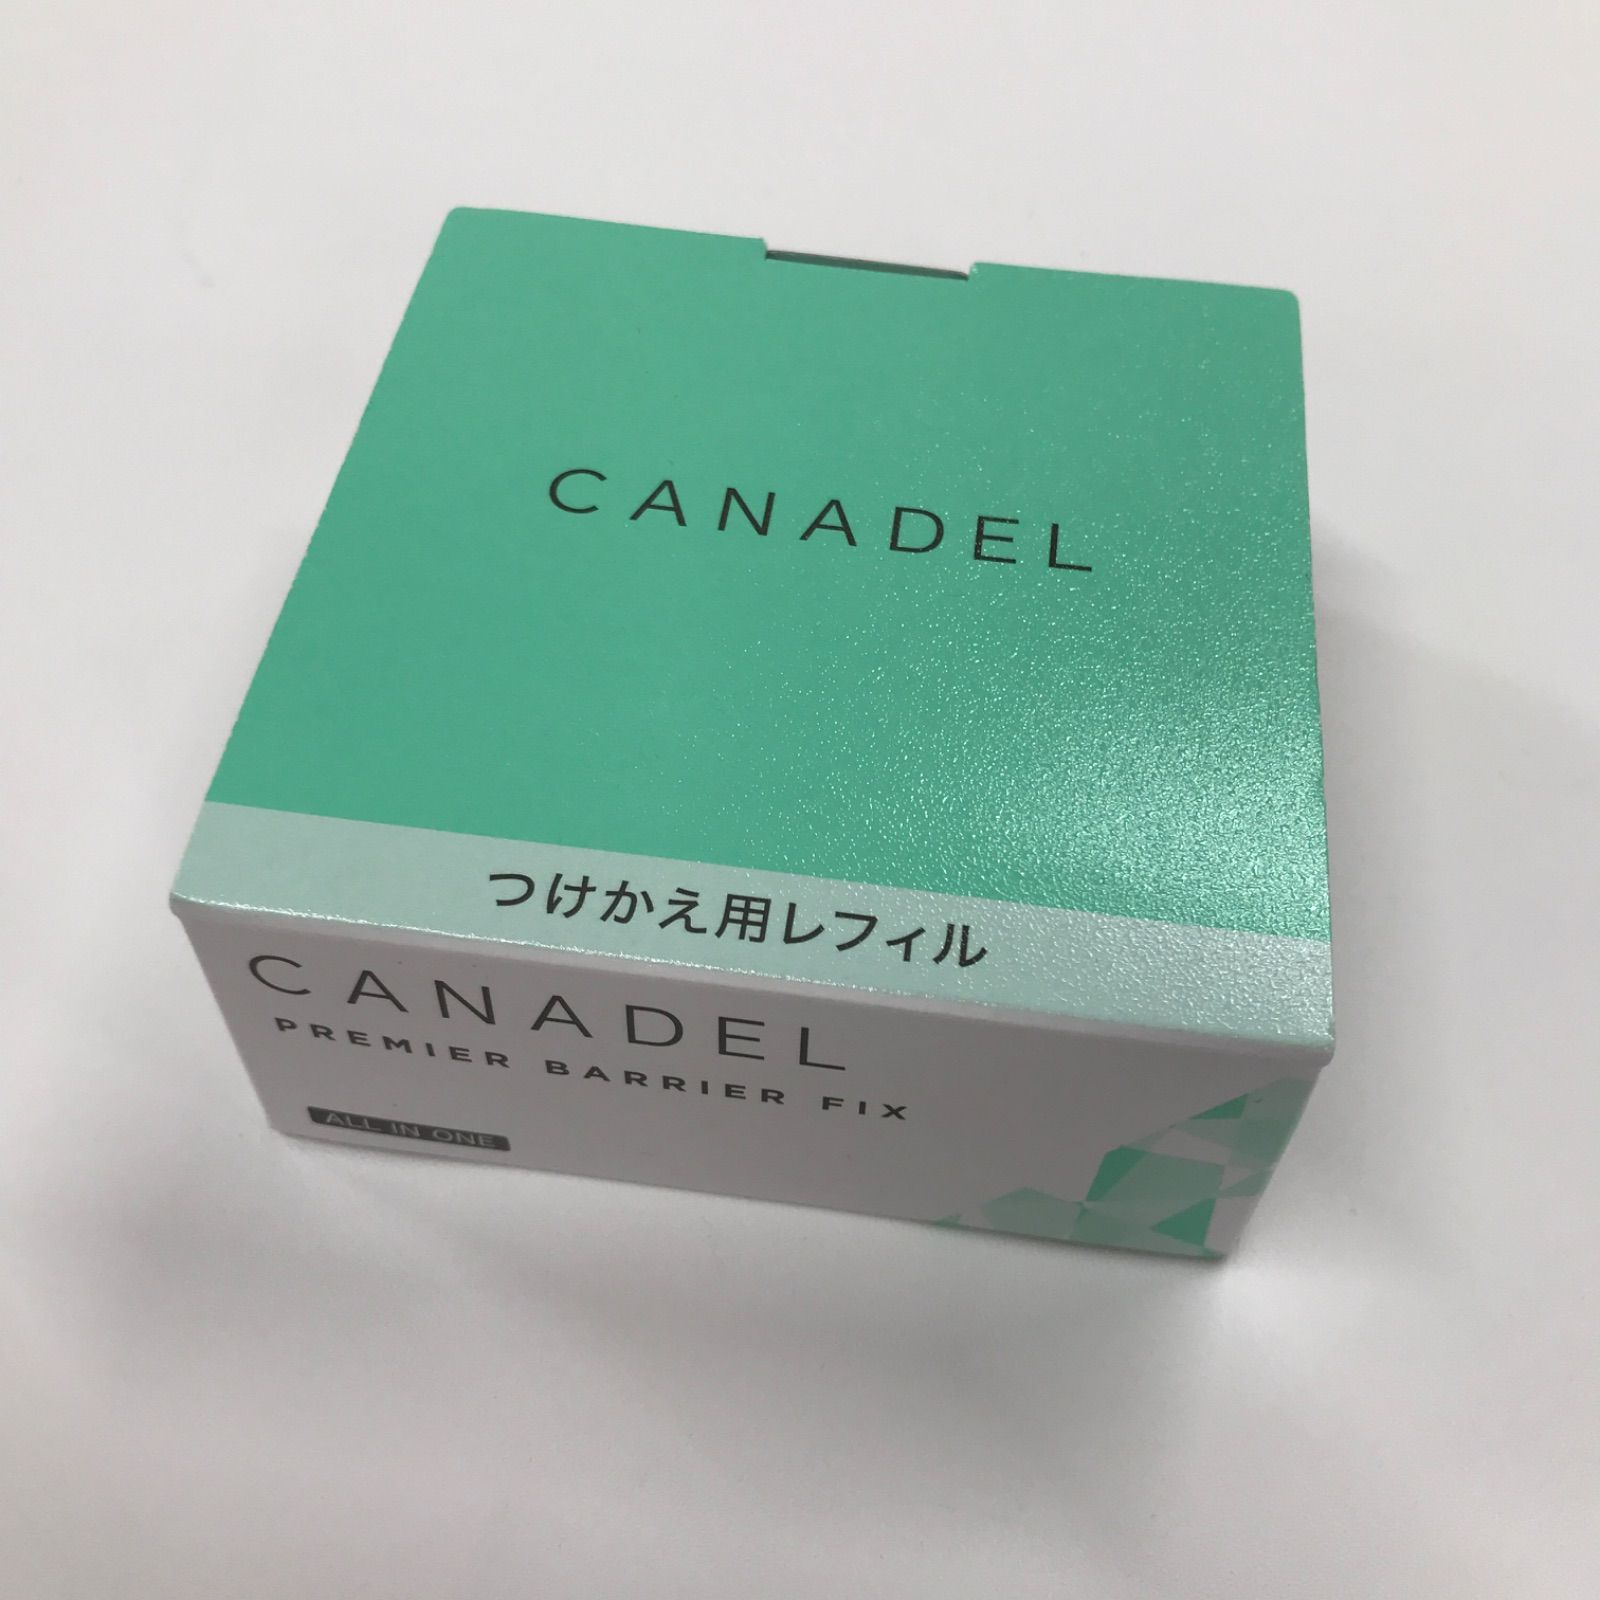 CANADEL
つけかえ用レフィル
CANADEL
PREMIER BARRIER FIX
ALL IN ONE